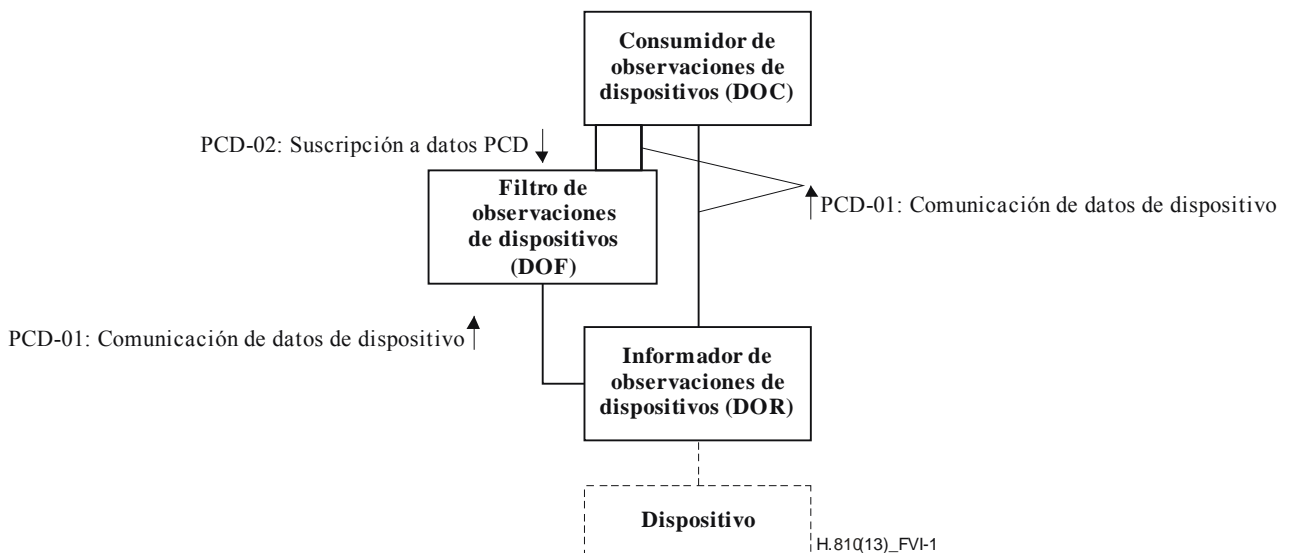 Consumidor de
observaciones de
dispositivos (DOC)
PCD-02: Suscripción a datos PCD
Filtro de
observaciones
de dispositivos
(DOF)
PCD-01: Comunicación de datos de dispositivo
PCD-01: Comunicación de datos de dispositivo
Informador de
observaciones de
dispositivos (DOR)
Dispositivo
H.810(13)_FVI-1